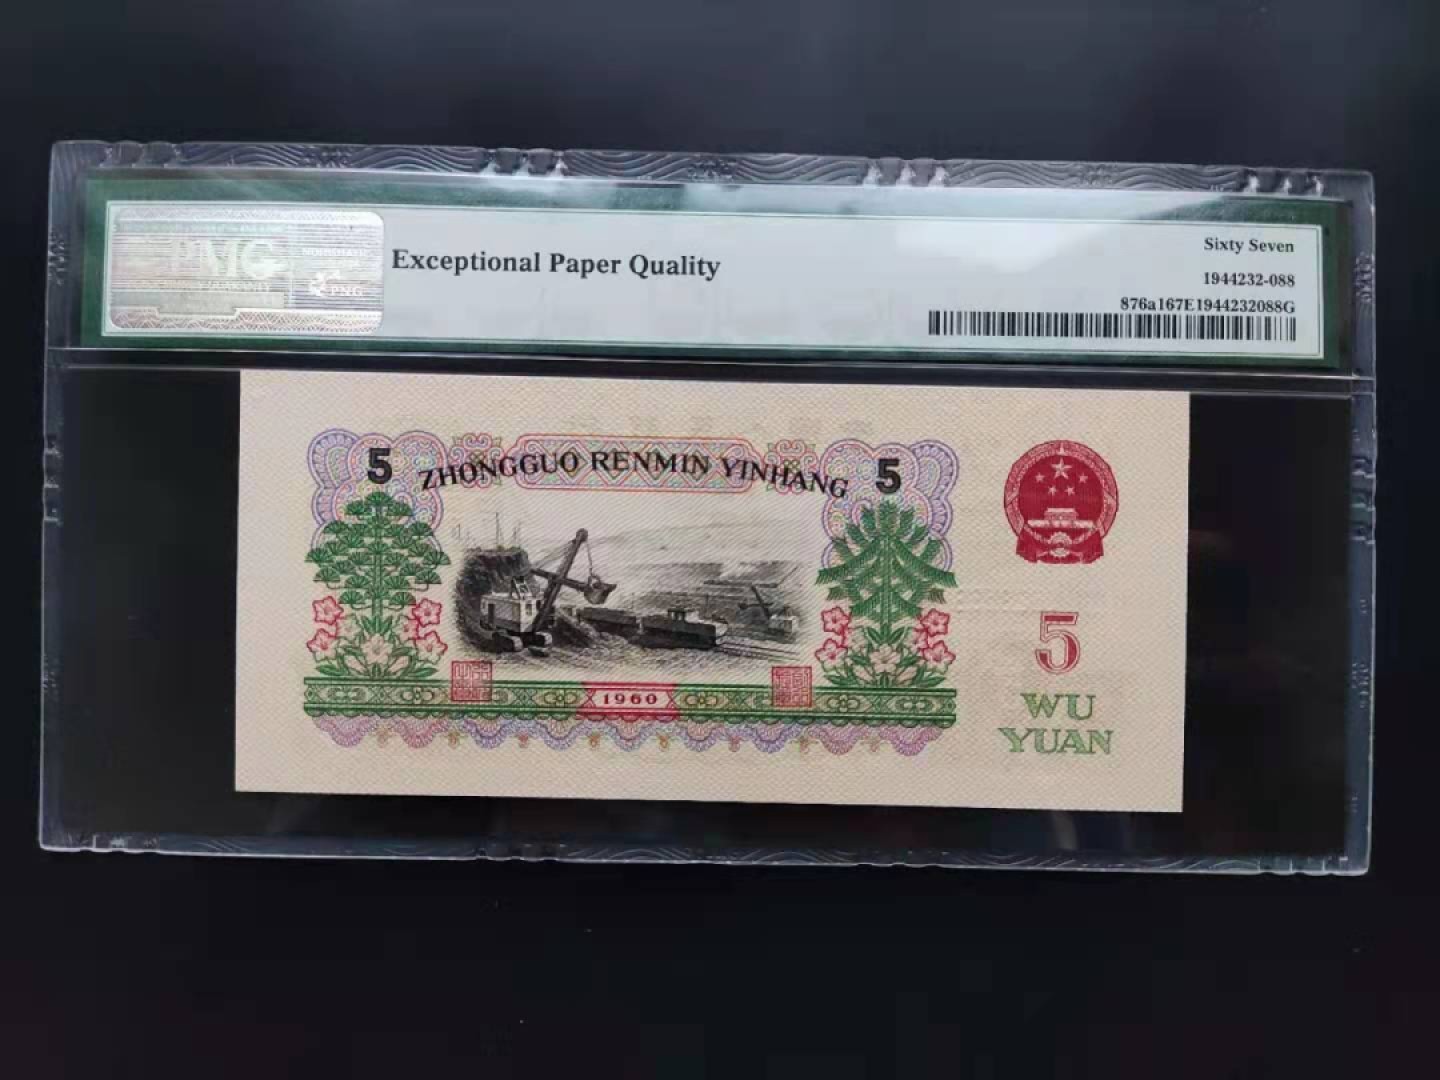 PMG
Exceptional Paper Quality
Sixty Seven
1944232-088
876a167E1944232088G
5 ZHONGGUO RENMIN YINHANG 5
1960
5
WU
YUAN